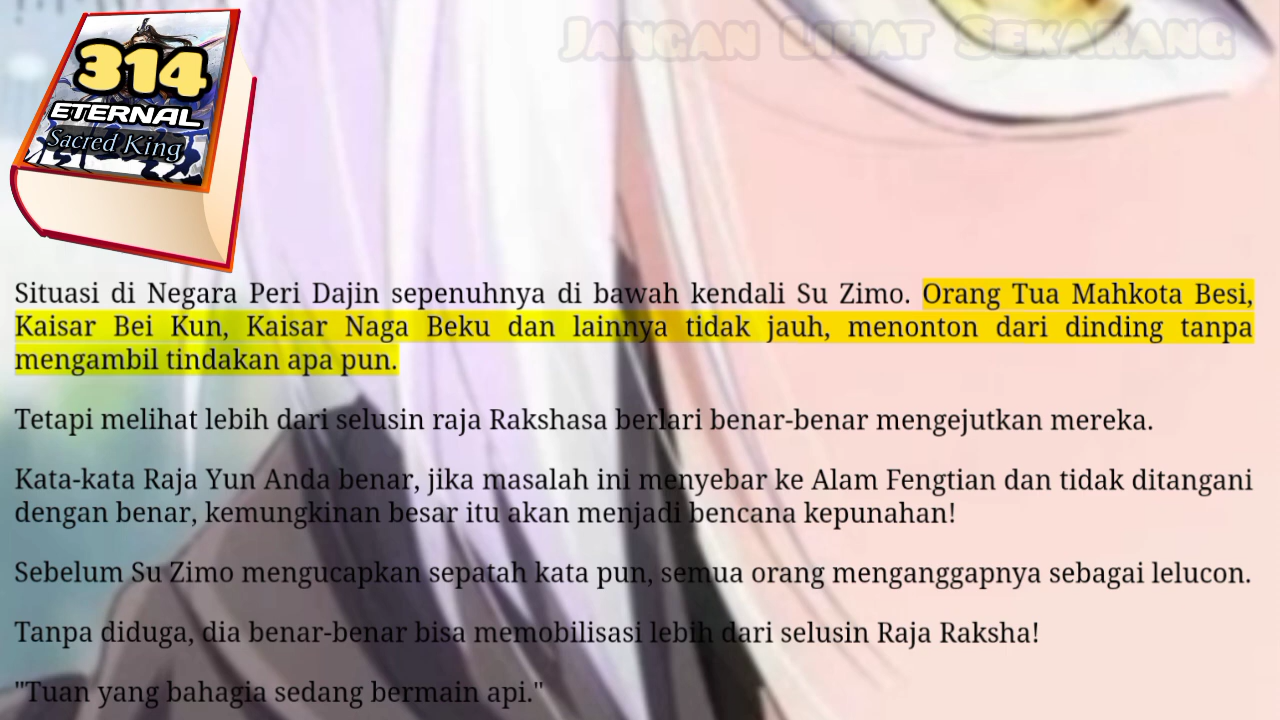 Jangan Lihat Sekarang
314
ETERNAL
Sacred King
Situasi di Negara Peri Dajin sepenuhnya di bawah kendali Su Zimo. Orang Tua Mahkota Besi,
Kaisar Bei Kun, Kaisar Naga Beku dan lainnya tidak jauh, menonton dari dinding tanpa
mengambil tindakan apa pun.
Tetapi melihat lebih dari selusin raja Rakshasa berlari benar-benar mengejutkan mereka.
Kata-kata Raja Yun Anda benar, jika masalah ini menyebar ke Alam Fengtian dan tidak ditangani
dengan benar, kemungkinan besar itu akan menjadi bencana kepunahan!
Sebelum Su Zimo mengucapkan sepatah kata pun, semua orang menganggapnya sebagai lelucon.
Tanpa diduga, dia benar-benar bisa memobilisasi lebih dari selusin Raja Raksha!
"Tuan yang bahagia sedang bermain api."